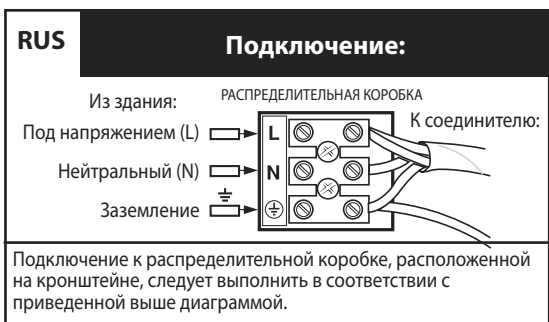 RUS
Подключение:
Из здания:
РАСПРЕДЕЛИТЕЛЬНАЯ КОРОБКА
К соединителю:
Под напряжением (L)
L
Нейтральный (N)
N
Заземление
Подключение к распределительной коробке, расположенной
на кронштейне, следует выполнить в соответствии с
приведенной выше диаграммой.